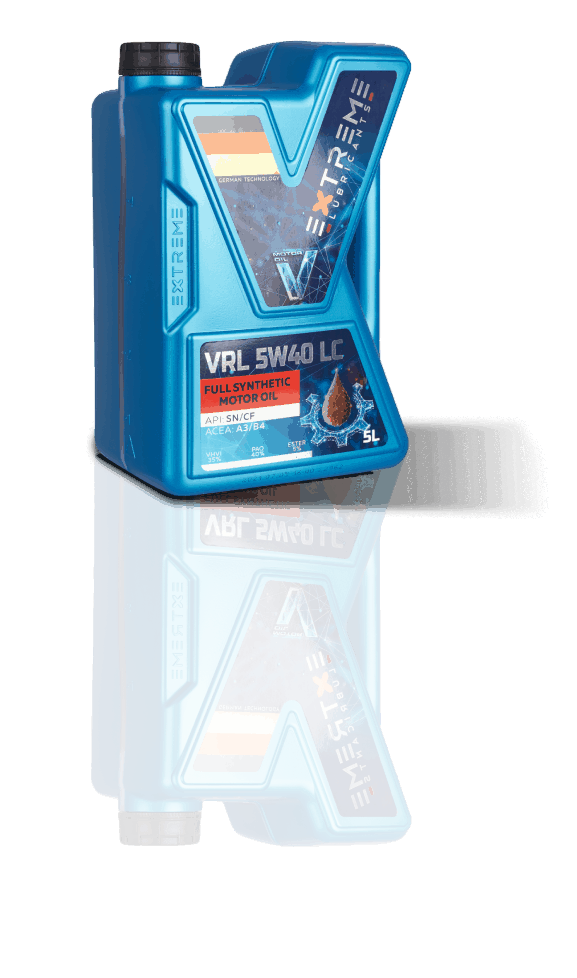 GERMAN TECHNOLOGY
EXTREME
LUBRICANTS
EXTREME
MOTOR
OIL
V
VRL 5W40 LC
FULL SYNTHETIC
MOTOR OIL
API: SN/CF
ACEA: A3/B4
VHVI
PAO
ESTER
40%
5L